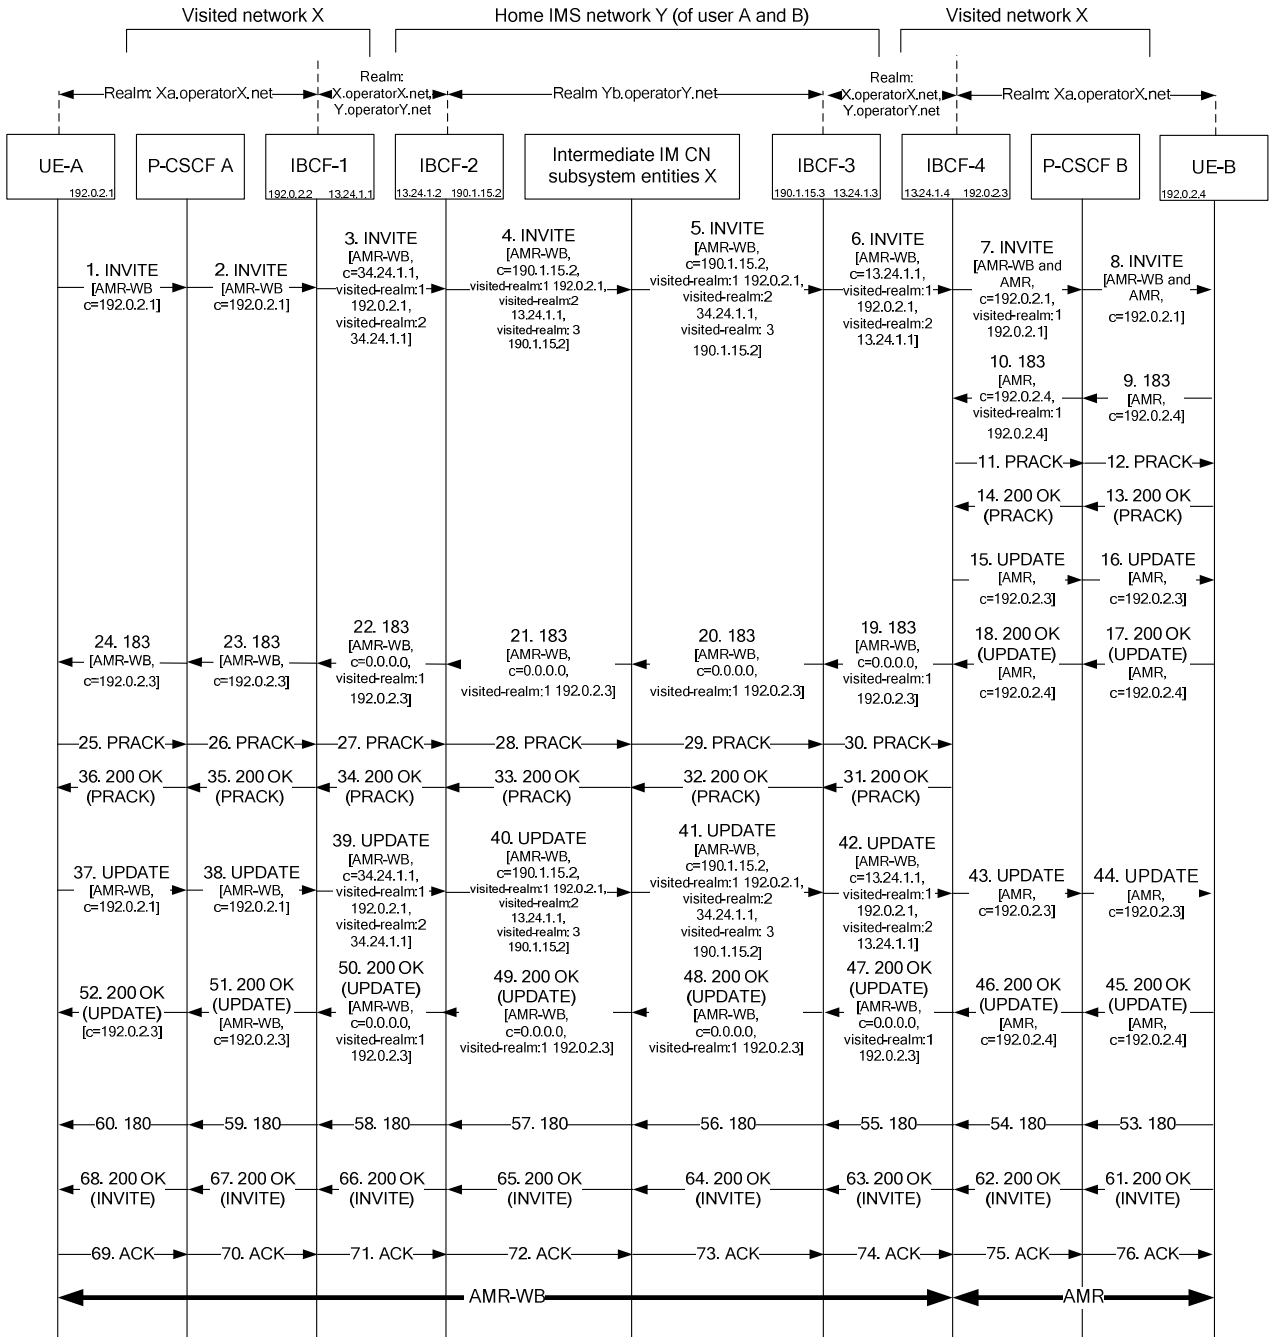 Visited network X
Home IMS network Y (of user A and B)
Visited network X
Realm: Xa.operatorX.net
Realm:
X.operatorX.net,
Y.operatorY.net
Realm Yb.operatorY.net
Realm:
X.operatorX.net,
Y.operatorY.net
Realm: Xa.operatorX.net
UE-A
192.0.2.1
P-CSCF A
IBCF-1
192.0.2.2 13.24.1.1
IBCF-2
13.24.1.2 190.1.15.2
Intermediate IM CN
subsystem entities X
IBCF-3
190.1.15.3 13.24.1.3
IBCF-4
13.24.1.4 192.0.2.3
P-CSCF B
UE-B
192.0.2.4
1. INVITE
[AMR-WB
c=192.0.2.1]
2. INVITE
[AMR-WB
c=192.0.2.1]
3. INVITE
[AMR-WB,
c=34.24.1.1,
visited-realm:1
192.0.2.1,
visited-realm:2
34.24.1.1]
4. INVITE
[AMR-WB,
c=190.1.15.2,
visited-realm:1 192.0.2.1,
visited-realm:2
13.24.1.1,
visited-realm: 3
190.1.15.2]
5. INVITE
[AMR-WB,
c=190.1.15.2,
visited-realm:1 192.0.2.1,
visited-realm:2
34.24.1.1,
visited-realm: 3
190.1.15.2]
6. INVITE
[AMR-WB,
c=13.24.1.1,
visited-realm:1
192.0.2.1,
visited-realm:2
13.24.1.1]
7. INVITE
[AMR-WB and
AMR,
c=192.0.2.1,
visited-realm:1
192.0.2.1]
8. INVITE
[AMR-WB and
AMR,
c=192.0.2.1]
10. 183
[AMR,
c=192.0.2.4,
visited-realm:1
192.0.2.4]
9. 183
[AMR,
c=192.0.2.4]
11. PRACK
12. PRACK
14. 200 OK
(PRACK)
13. 200 OK
(PRACK)
15. UPDATE
[AMR,
c=192.0.2.3]
16. UPDATE
[AMR,
c=192.0.2.3]
24. 183
[AMR-WB,
c=192.0.2.3]
23. 183
[AMR-WB,
c=192.0.2.3]
22. 183
[AMR-WB,
c=0.0.0.0,
visited-realm:1
192.0.2.3]
21. 183
[AMR-WB,
c=0.0.0.0,
visited-realm:1 192.0.2.3]
20. 183
[AMR-WB,
c=0.0.0.0,
visited-realm:1 192.0.2.3]
19. 183
[AMR-WB,
c=0.0.0.0,
visited-realm:1
192.0.2.3]
18. 200 OK
(UPDATE)
[AMR,
c=192.0.2.4]
17. 200 OK
(UPDATE)
[AMR,
c=192.0.2.4]
25. PRACK
26. PRACK
27. PRACK
28. PRACK
29. PRACK
30. PRACK
36. 200 OK
(PRACK)
35. 200 OK
(PRACK)
34. 200 OK
(PRACK)
33. 200 OK
(PRACK)
32. 200 OK
(PRACK)
31. 200 OK
(PRACK)
37. UPDATE
[AMR-WB,
c=192.0.2.1]
38. UPDATE
[AMR-WB,
c=192.0.2.1]
39. UPDATE
[AMR-WB,
c=34.24.1.1,
visited-realm:1
192.0.2.1,
visited-realm:2
34.24.1.1]
40. UPDATE
[AMR-WB,
c=190.1.15.2,
visited-realm:1 192.0.2.1,
visited-realm:2
13.24.1.1,
visited-realm: 3
190.1.15.2]
41. UPDATE
[AMR-WB,
c=190.1.15.2,
visited-realm:1 192.0.2.1,
visited-realm:2
34.24.1.1,
visited-realm: 3
190.1.15.2]
42. UPDATE
[AMR-WB,
c=13.24.1.1,
visited-realm:1
192.0.2.1,
visited-realm:2
13.24.1.1]
43. UPDATE
[AMR,
c=192.0.2.3]
44. UPDATE
[AMR,
c=192.0.2.3]
52. 200 OK
(UPDATE)
[c=192.0.2.3]
51. 200 OK
(UPDATE)
[AMR-WB,
c=192.0.2.3]
50. 200 OK
(UPDATE)
[AMR-WB,
c=0.0.0.0,
visited-realm:1
192.0.2.3]
49. 200 OK
(UPDATE)
[AMR-WB,
c=0.0.0.0,
visited-realm:1 192.0.2.3]
48. 200 OK
(UPDATE)
[AMR-WB,
c=0.0.0.0,
visited-realm:1 192.0.2.3]
47. 200 OK
(UPDATE)
[AMR-WB,
c=0.0.0.0,
visited-realm:1
192.0.2.3]
46. 200 OK
(UPDATE)
[AMR,
c=192.0.2.4]
45. 200 OK
(UPDATE)
[AMR,
c=192.0.2.4]
60. 180
59. 180
58. 180
57. 180
56. 180
55. 180
54. 180
53. 180
68. 200 OK
(INVITE)
67. 200 OK
(INVITE)
66. 200 OK
(INVITE)
65. 200 OK
(INVITE)
64. 200 OK
(INVITE)
63. 200 OK
(INVITE)
62. 200 OK
(INVITE)
61. 200 OK
(INVITE)
69. ACK
70. ACK
71. ACK
72. ACK
73. ACK
74. ACK
75. ACK
76. ACK
AMR-WB
AMR